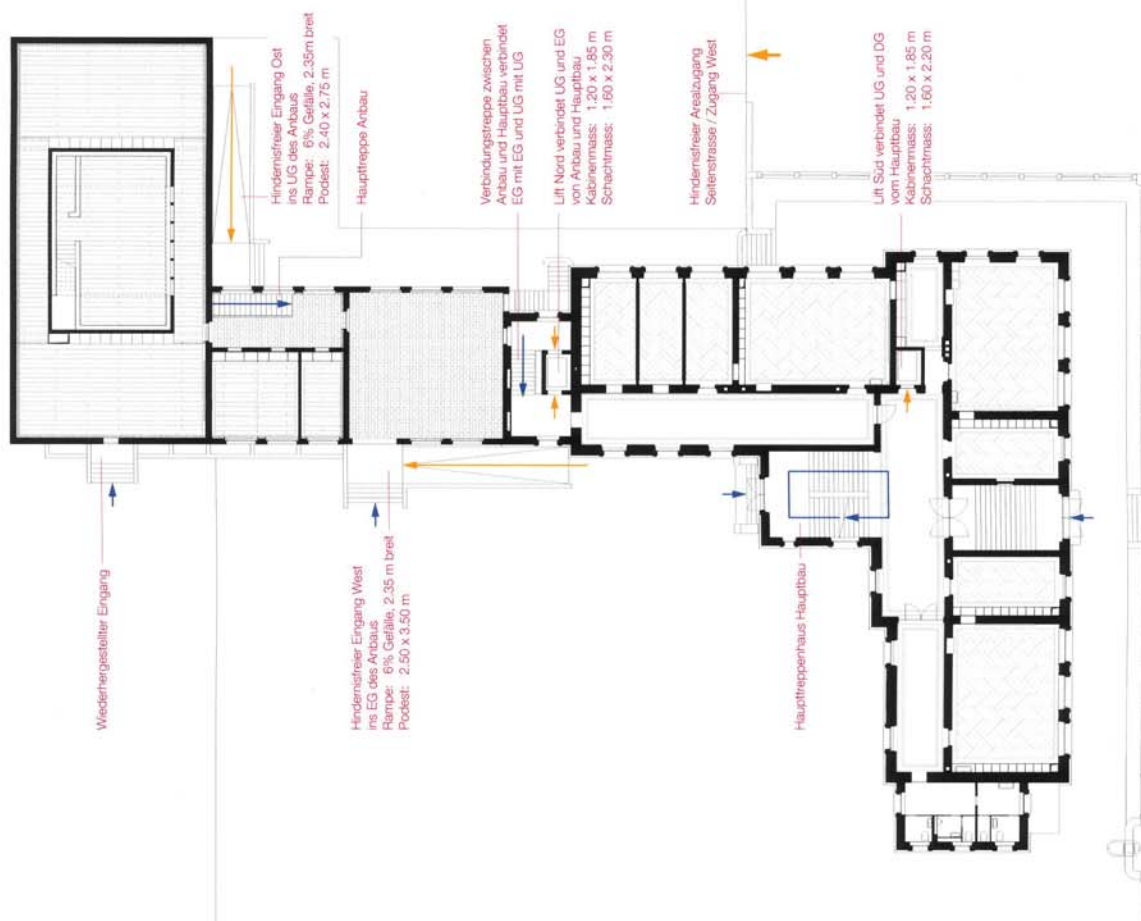 Wiederhergestellter Eingang
Hindernisfreier Eingang West
ins EG des Anbaus
Rampe: 6% Gefälle, 2.35 m breit
Podest: 2.50 x 3.50 m
Haupttreppenhaus Hauptbau
Hindernisfreier Eingang Ost
ins UG des Anbaus
Rampe: 6% Gefälle, 2.35m breit
Podest: 2.40 x 2.75 m
Haupttreppe Anbau
Verbindungstreppe zwischen
Anbau und Hauptbau verbindet
EG mit EG und UG mit UG
Lift Nord verbindet UG und EG
von Anbau und Hauptbau
Kabinenmass: 1.20 x 1.85 m
Schachtmass: 1.60 x 2.30 m
Hindernisfreier Arealzugang
Seitenstrasse / Zugang West
Lift Süd verbindet UG und DG
vom Hauptbau
Kabinenmass: 1.20 x 1.85 m
Schachtmass: 1.60 x 2.20 m